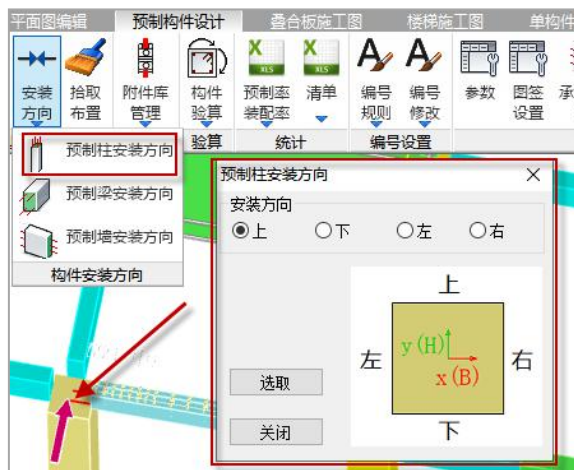 平面图编辑 预制构件设计 叠合板施工图 楼梯施工图 单构件
安装方向 拾取布置 附件库管理 构件验算 预制率装配率 清单 编号规则 编号修改 参数 图签设置 承
XLS XLS
验算 统计 编号设置
预制柱安装方向
预制梁安装方向
预制墙安装方向
构件安装方向
预制柱安装方向
安装方向
上 下 左 右
上
左 y(H) 右
x(B)
下
选取
关闭